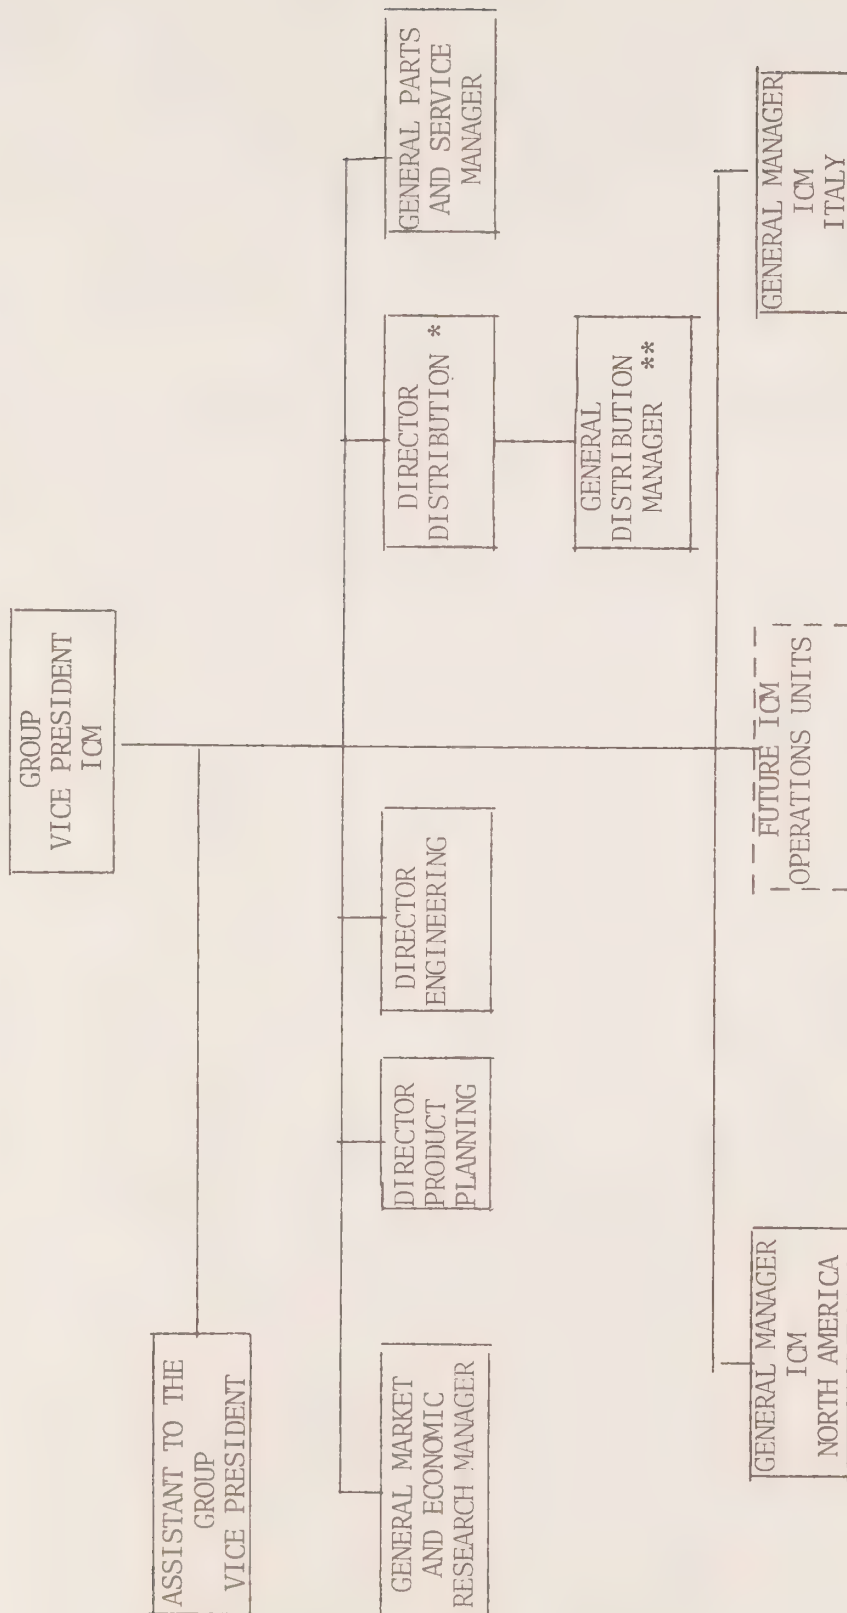 GROUP
VICE PRESIDENT
ICM
ASSISTANT TO THE
GROUP
VICE PRESIDENT
GENERAL MARKET
AND ECONOMIC
RESEARCH MANAGER
DIRECTOR
PRODUCT
PLANNING
DIRECTOR
ENGINEERING
DIRECTOR
DISTRIBUTION *
GENERAL PARTS
AND SERVICE
MANAGER
GENERAL
DISTRIBUTION
MANAGER **
GENERAL MANAGER
ICM
NORTH AMERICA
FUTURE ICM
OPERATIONS UNITS
GENERAL MANAGER
ICM
ITALY